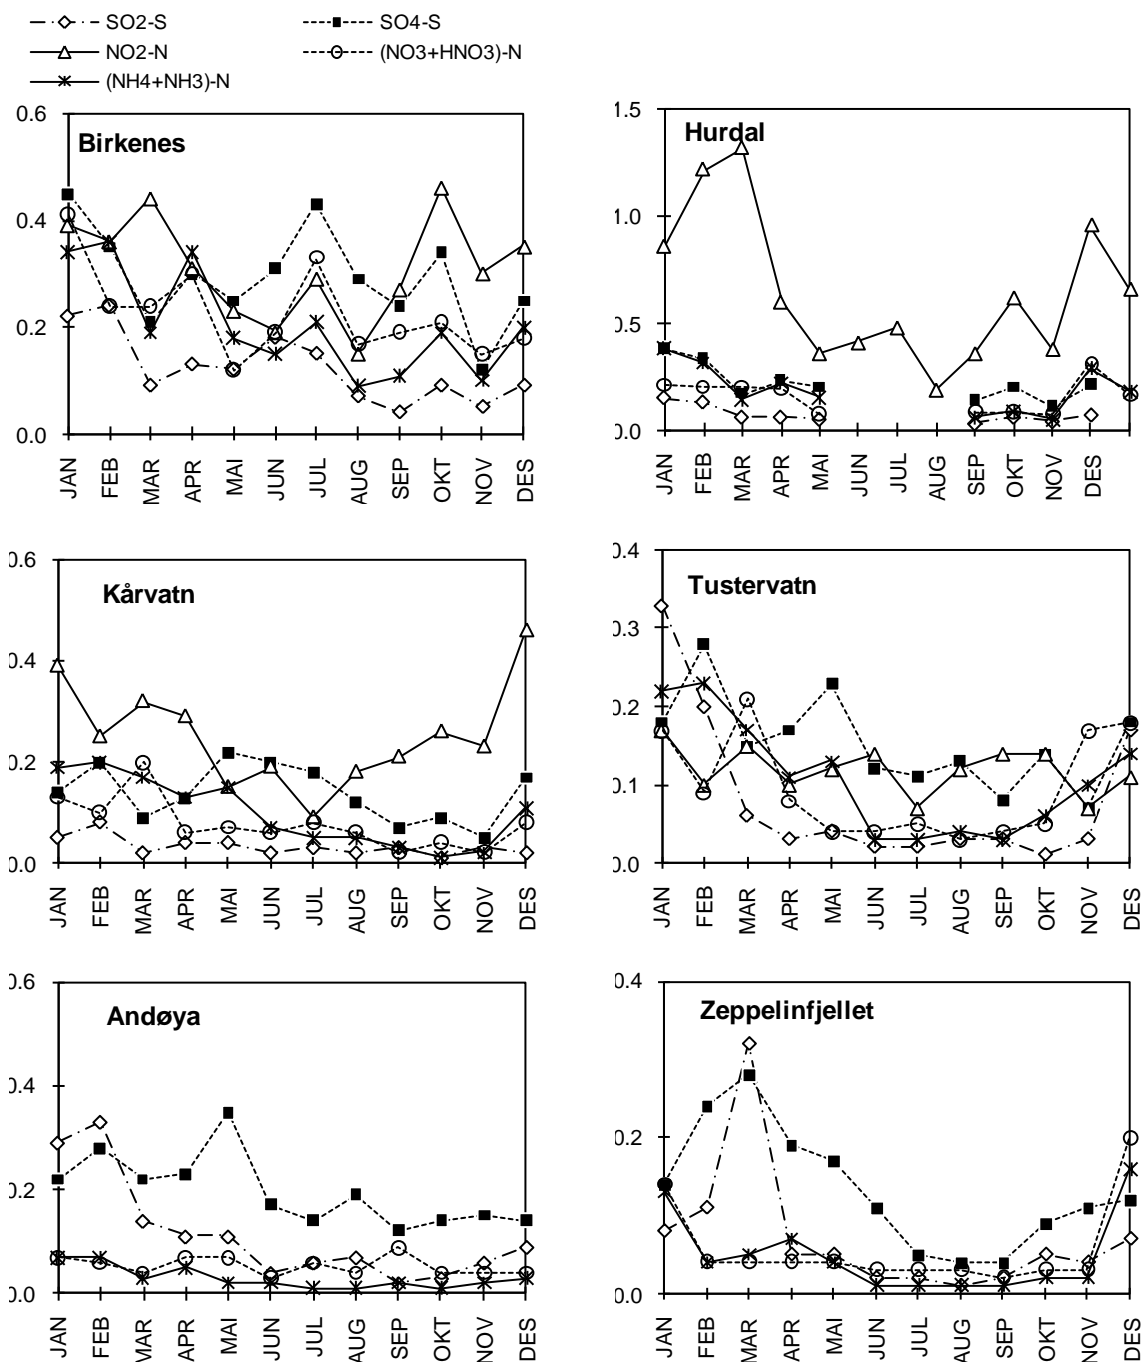 SO2-S SO4-S
NO2-N (NO3+HNO3)-N
(NH4+NH3)-N
Birkenes
0.6
0.4
0.2
0.0
JAN FEB MAR APR MAI JUN JUL AUG SEP OKT NOV DES
Hurdal
1.5
1.0
0.5
0.0
JAN FEB MAR APR MAI JUN JUL AUG SEP OKT NOV DES
Kårvatn
0.6
0.4
0.2
0.0
JAN FEB MAR APR MAI JUN JUL AUG SEP OKT NOV DES
Tustervatn
0.4
0.3
0.2
0.1
0.0
JAN FEB MAR APR MAI JUN JUL AUG SEP OKT NOV DES
Andøya
0.6
0.4
0.2
0.0
JAN FEB MAR APR MAI JUN JUL AUG SEP OKT NOV DES
Zeppelinfjellet
0.4
0.2
0.0
JAN FEB MAR APR MAI JUN JUL AUG SEP OKT NOV DES